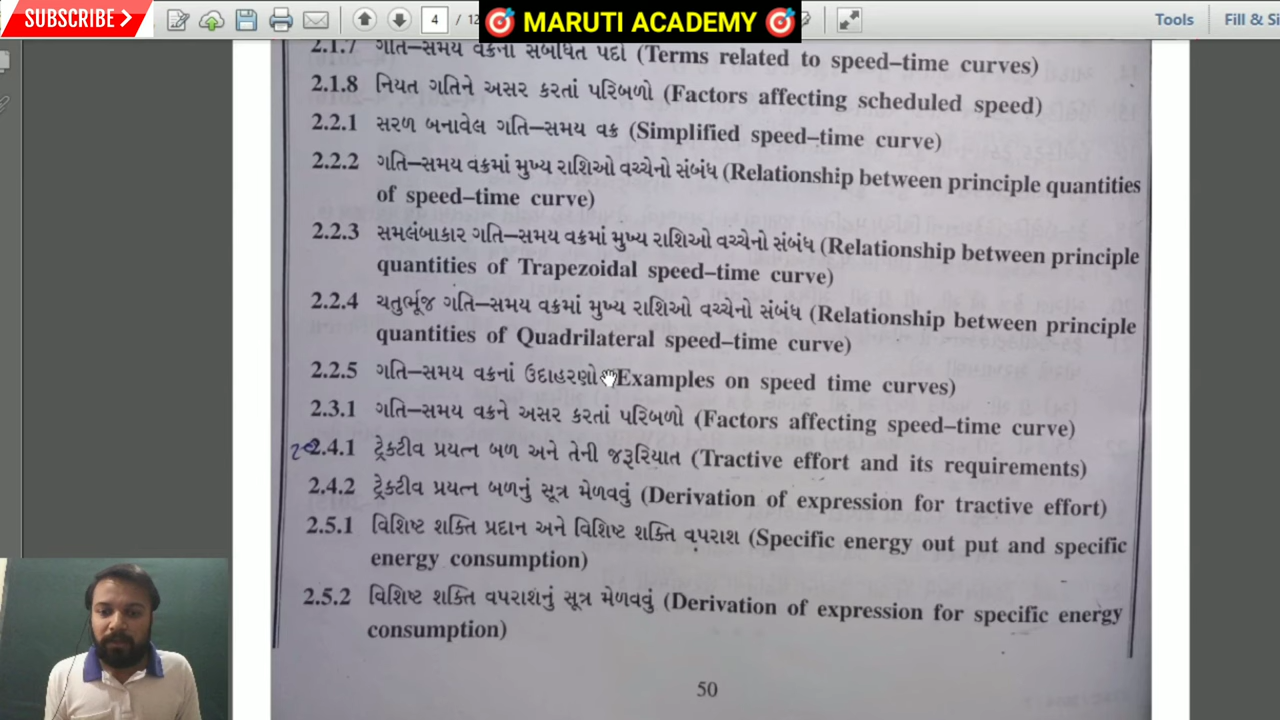 SUBSCRIBE
4 / 12
🎯 MARUTI ACADEMY 🎯
Tools
Fill & Si
2.1.7 ગતિ–સમય વક્રના સંબંધિત પદો (Terms related to speed–time curves)
2.1.8 નિયત ગતિને અસર કરતાં પરિબળો (Factors affecting scheduled speed)
2.2.1 સરળ બનાવેલ ગતિ–સમય વક્ર (Simplified speed–time curve)
2.2.2 ગતિ–સમય વક્રમાં મુખ્ય રાશિઓ વચ્ચેનો સંબંધ (Relationship between principle quantities
of speed–time curve)
2.2.3 સમલંબાકાર ગતિ–સમય વક્રમાં મુખ્ય રાશિઓ વચ્ચેનો સંબંધ (Relationship between principle
quantities of Trapezoidal speed–time curve)
2.2.4 ચતુર્ભૂજ ગતિ–સમય વક્રમાં મુખ્ય રાશિઓ વચ્ચેનો સંબંધ (Relationship between principle
quantities of Quadrilateral speed–time curve)
2.2.5 ગતિ–સમય વક્રનાં ઉદાહરણો Examples on speed time curves)
2.3.1 ગતિ–સમય વક્રને અસર કરતાં પરિબળો (Factors affecting speed–time curve)
2.4.1 ટ્રેક્ટીવ પ્રયત્ન બળ અને તેની જરૂરિયાત (Tractive effort and its requirements)
2.4.2 ટ્રેક્ટીવ પ્રયત્ન બળનું સૂત્ર મેળવવું (Derivation of expression for tractive effort)
2.5.1 વિશિષ્ટ શક્તિ પ્રદાન અને વિશિષ્ટ શક્તિ વપરાશ (Specific energy out put and specific
energy consumption)
2.5.2 વિશિષ્ટ શક્તિ વપરાશનું સૂત્ર મેળવવું (Derivation of expression for specific energy
consumption)
50